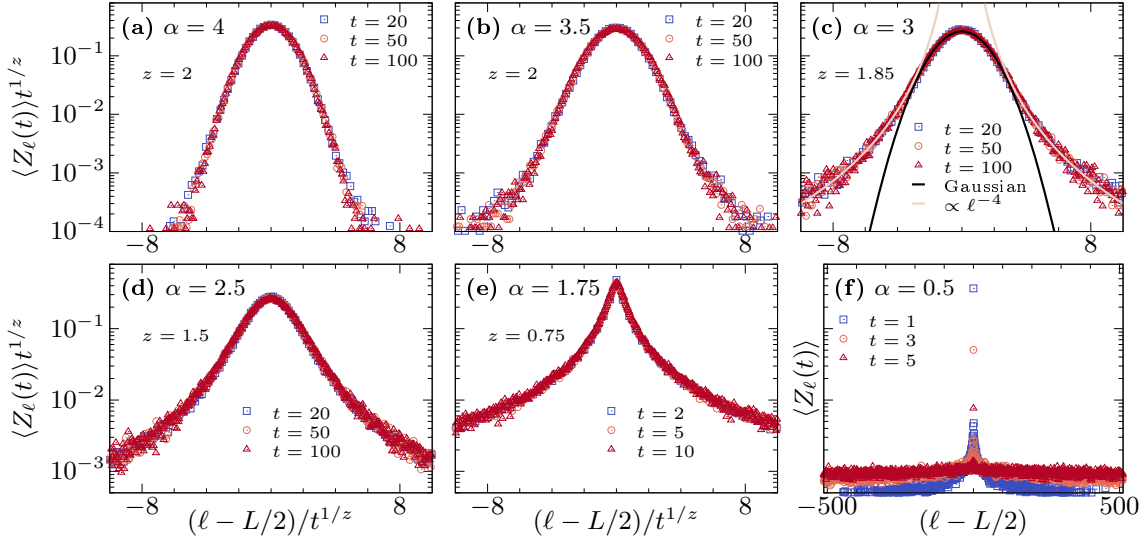 (a) α = 4
t = 20
t = 50
t = 100
z = 2
⟨Z_ℓ(t)⟩t^{1/z}
10^{-1}
10^{-2}
10^{-3}
10^{-4}
−8
8
(b) α = 3.5
t = 20
t = 50
t = 100
z = 2
−8
8
(c) α = 3
z = 1.85
t = 20
t = 50
t = 100
Gaussian
∝ ℓ^{−4}
−8
8
(d) α = 2.5
z = 1.5
t = 20
t = 50
t = 100
⟨Z_ℓ(t)⟩t^{1/z}
10^{-1}
10^{-2}
10^{-3}
−8
8
(ℓ − L/2)/t^{1/z}
(e) α = 1.75
z = 0.75
t = 2
t = 5
t = 10
−8
8
(ℓ − L/2)/t^{1/z}
(f) α = 0.5
t = 1
t = 3
t = 5
⟨Z_ℓ(t)⟩
−500
500
(ℓ − L/2)